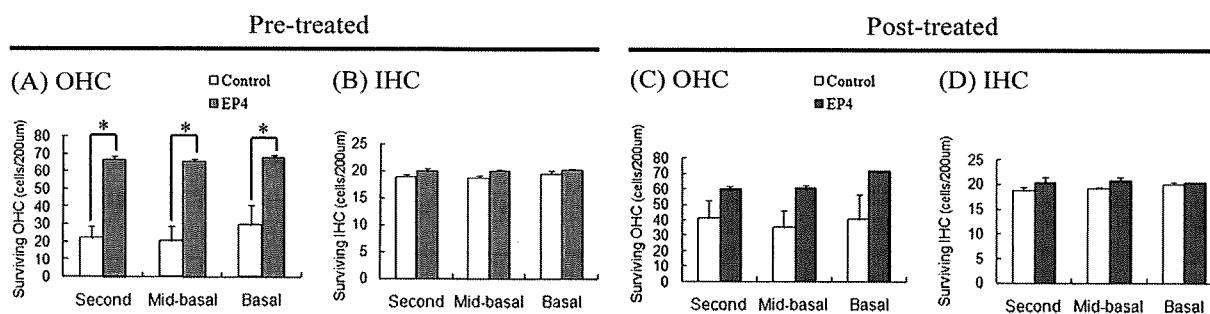 Pre-treated
Post-treated
(A) OHC
Control
EP4
(B) IHC
(C) OHC
Control
EP4
(D) IHC
Surviving OHC (cells/200um)
80
70
60
50
40
30
20
10
0
*
*
*
Second Mid-basal Basal
Surviving IHC (cells/200um)
25
20
15
10
5
0
Second Mid-basal Basal
Surviving OHC (cells/200um)
80
70
60
50
40
30
20
10
0
Second Mid-basal Basal
Surviving IHC (cells/200um)
25
20
15
10
5
0
Second Mid-basal Basal